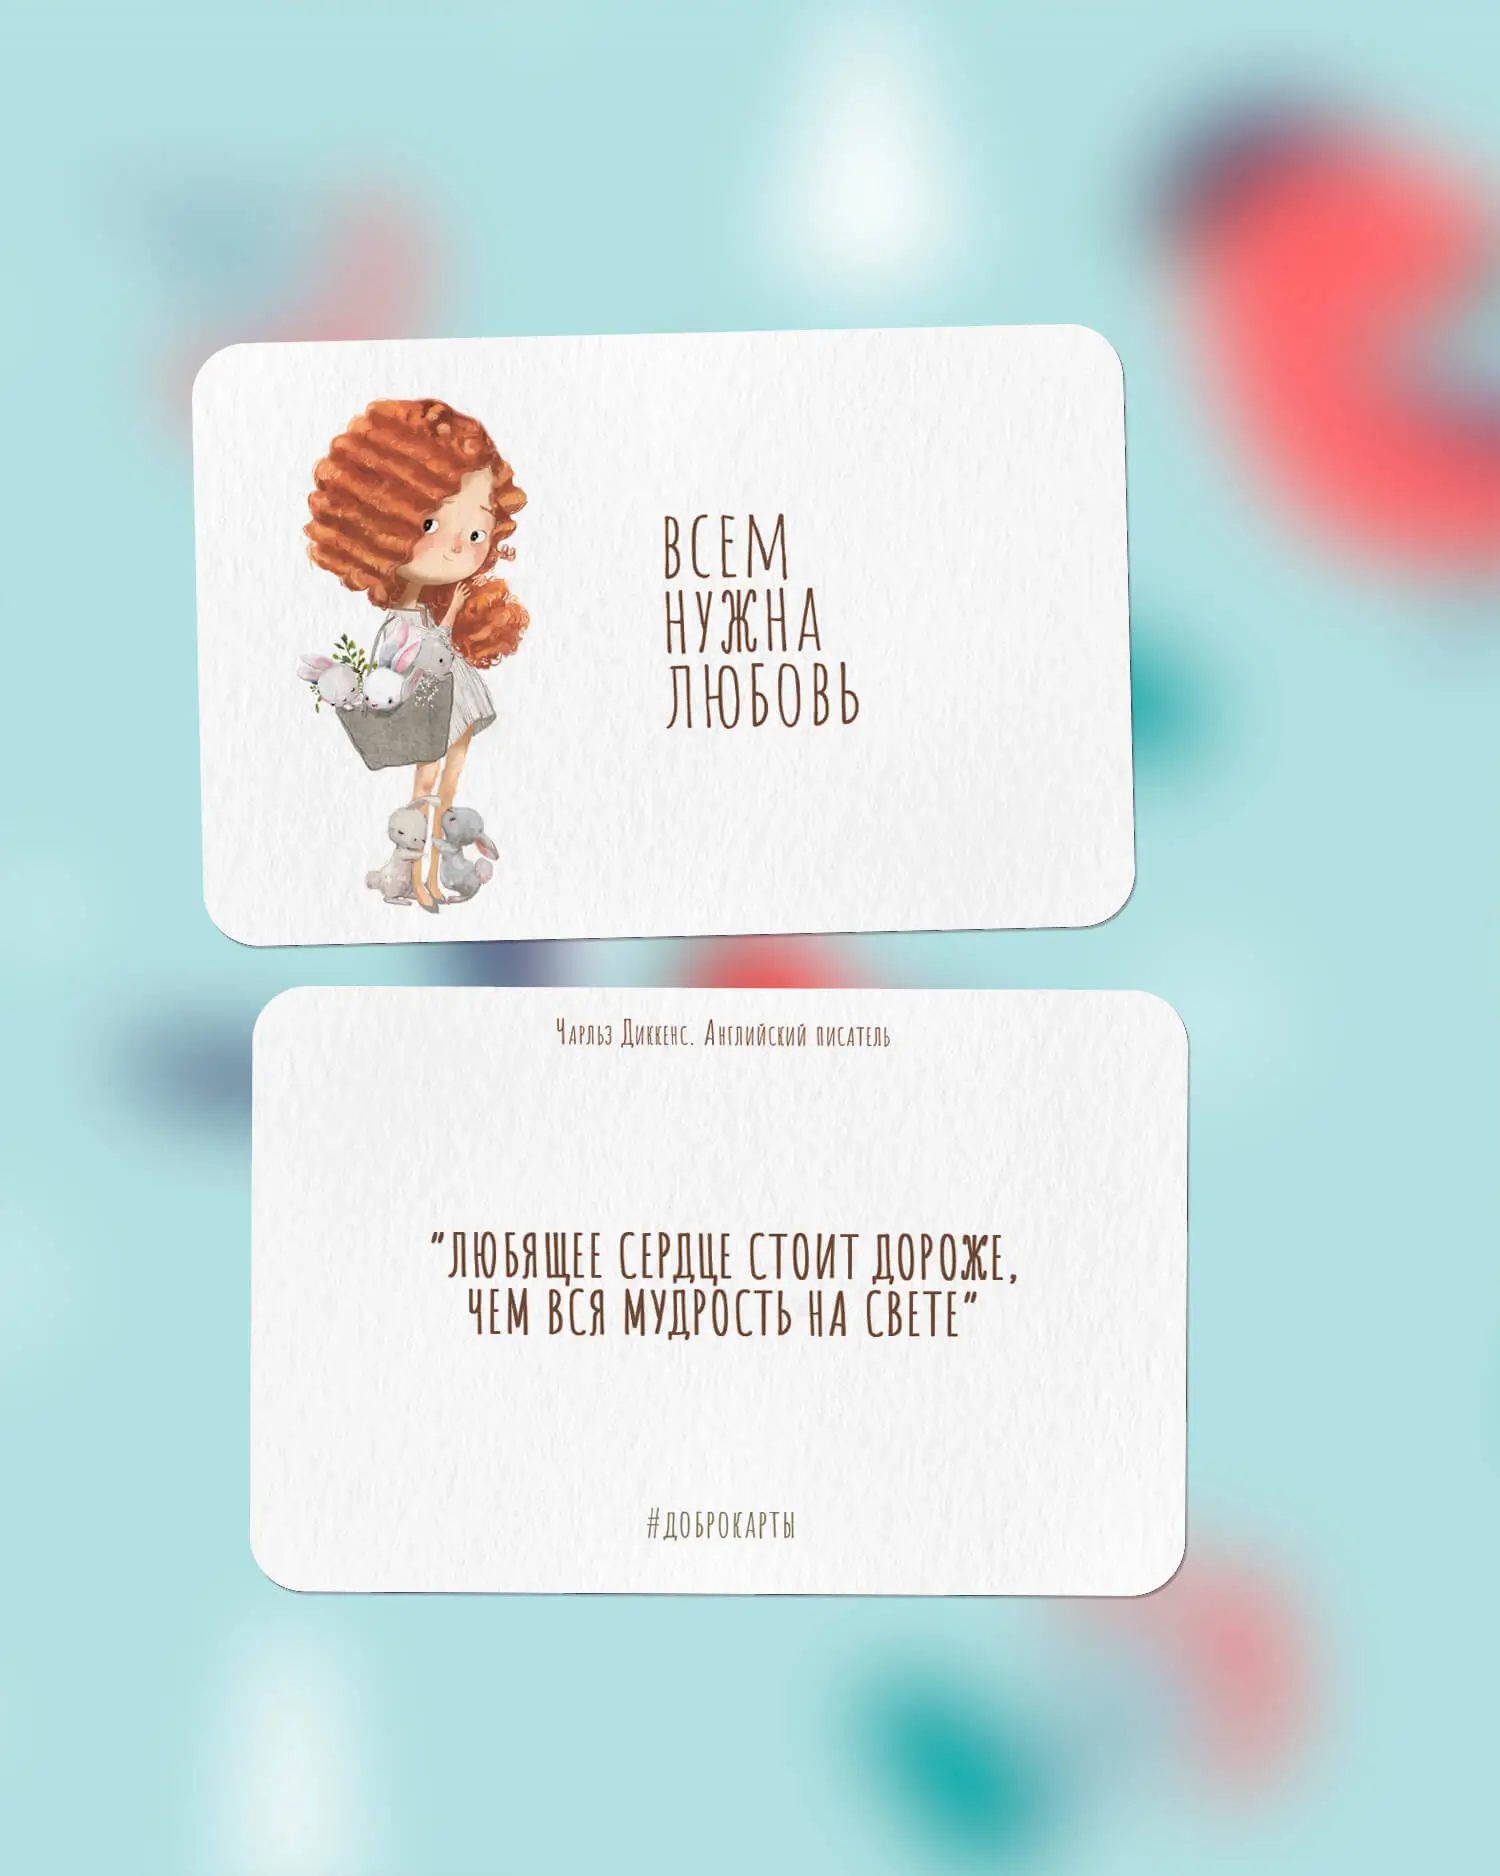 ВСЕМ
НУЖНА
ЛЮБОВЬ
Чарльз Диккенс. Английский писатель
"ЛЮБЯЩЕЕ СЕРДЦЕ СТОИТ ДОРОЖЕ,
ЧЕМ ВСЯ МУДРОСТЬ НА СВЕТЕ"
#ДОБРОКАРТЫ